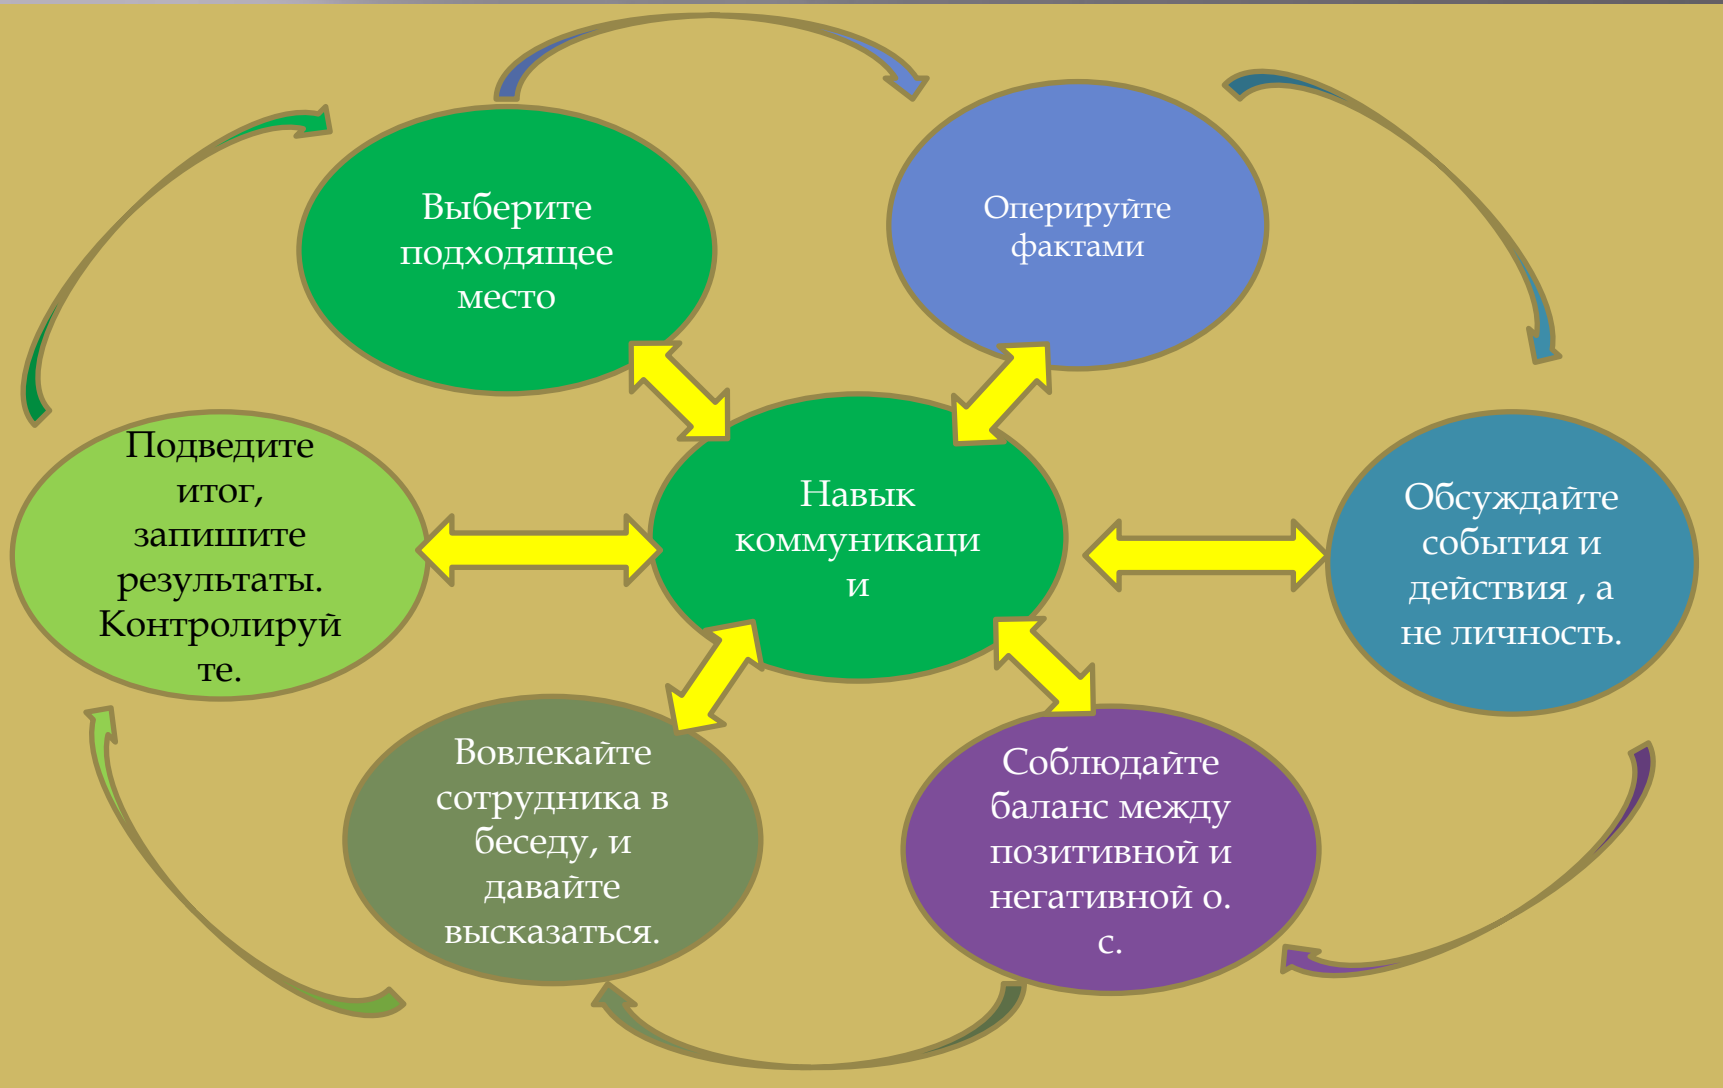 Выберите
подходящее
место
Оперируйте
фактами
Обсуждайте
события и
действия , а
не личность.
Соблюдайте
баланс между
позитивной и
негативной о.
с.
Вовлекайте
сотрудника в
беседу, и
давайте
высказаться.
Подведите
итог,
запишите
результаты.
Контролируй
те.
Навык
коммуникаци
и